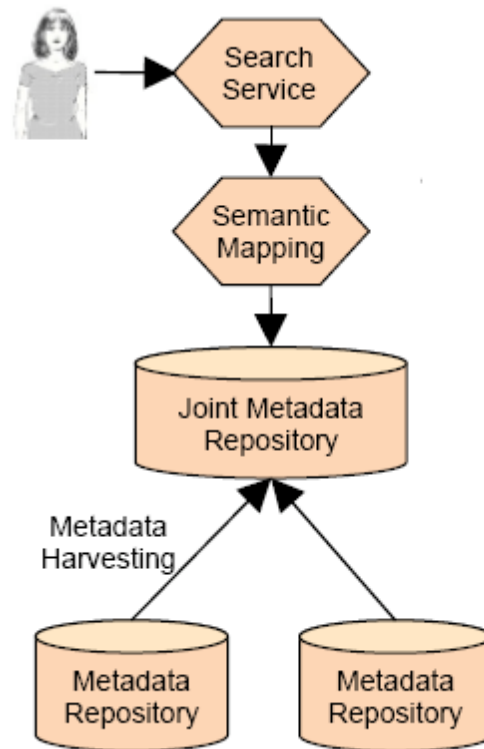 Search
Service
Semantic
Mapping
Joint Metadata
Repository
Metadata
Harvesting
Metadata
Repository
Metadata
Repository